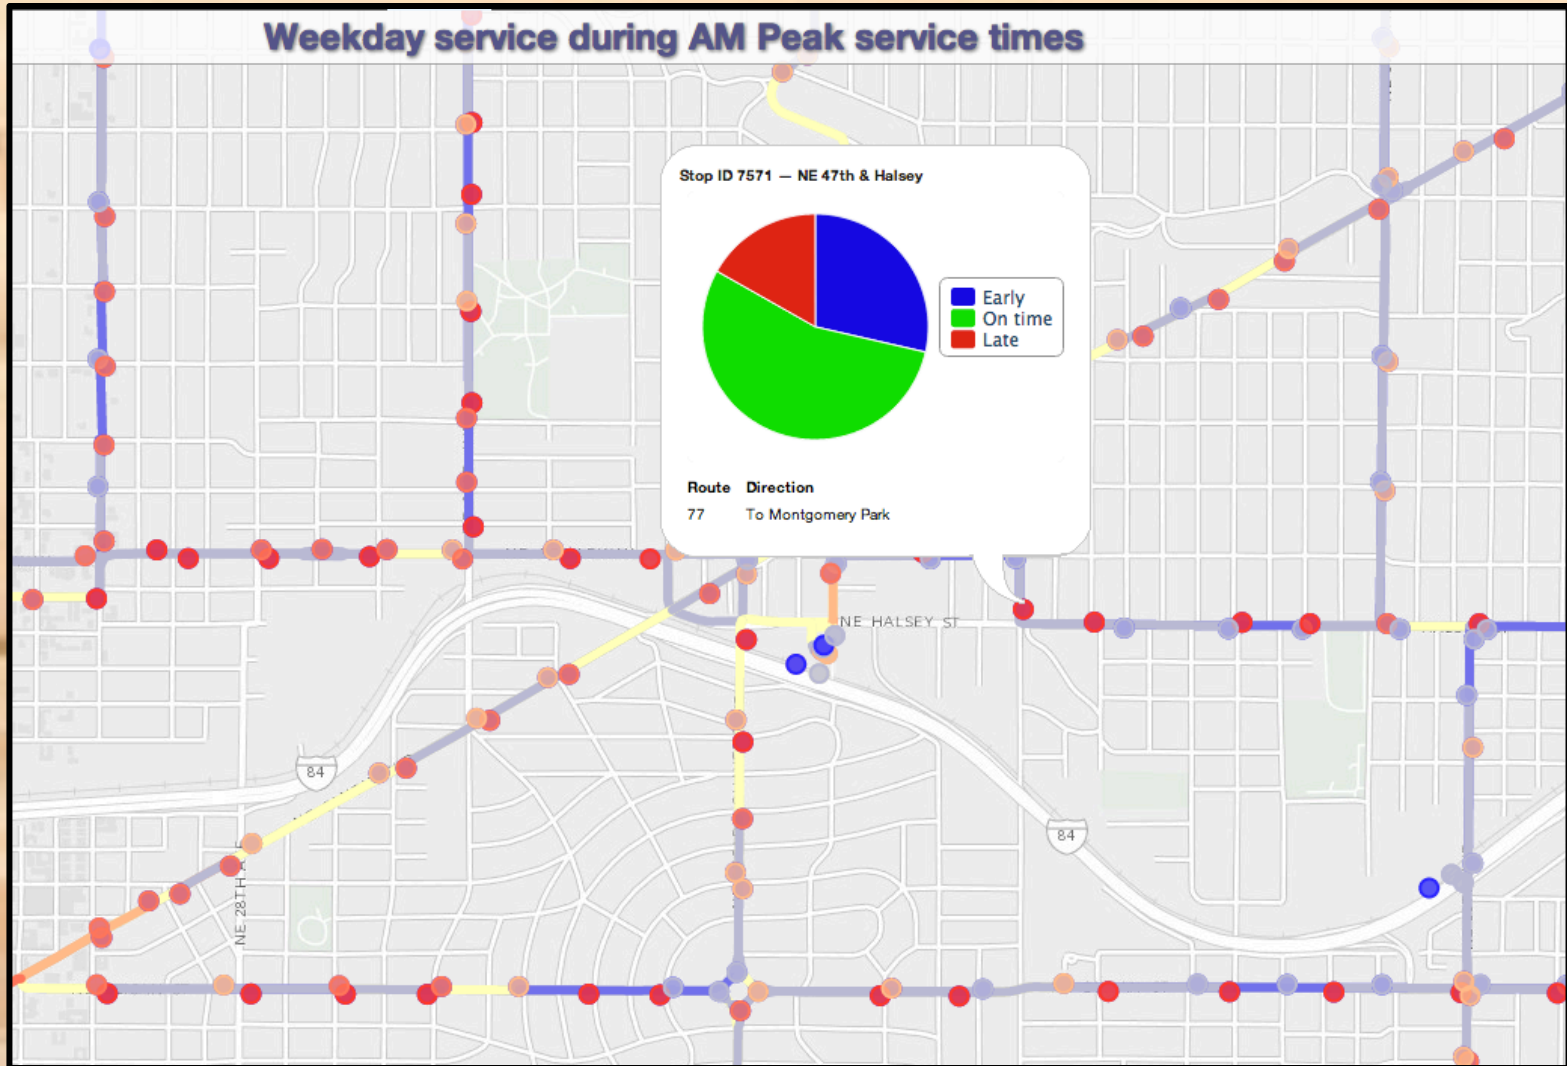 Weekday service during AM Peak service times
Stop ID 7571 — NE 47th & Halsey
Early
On time
Late
Route Direction
77 To Montgomery Park
NE HALSEY ST
84
84
NE 28TH A E